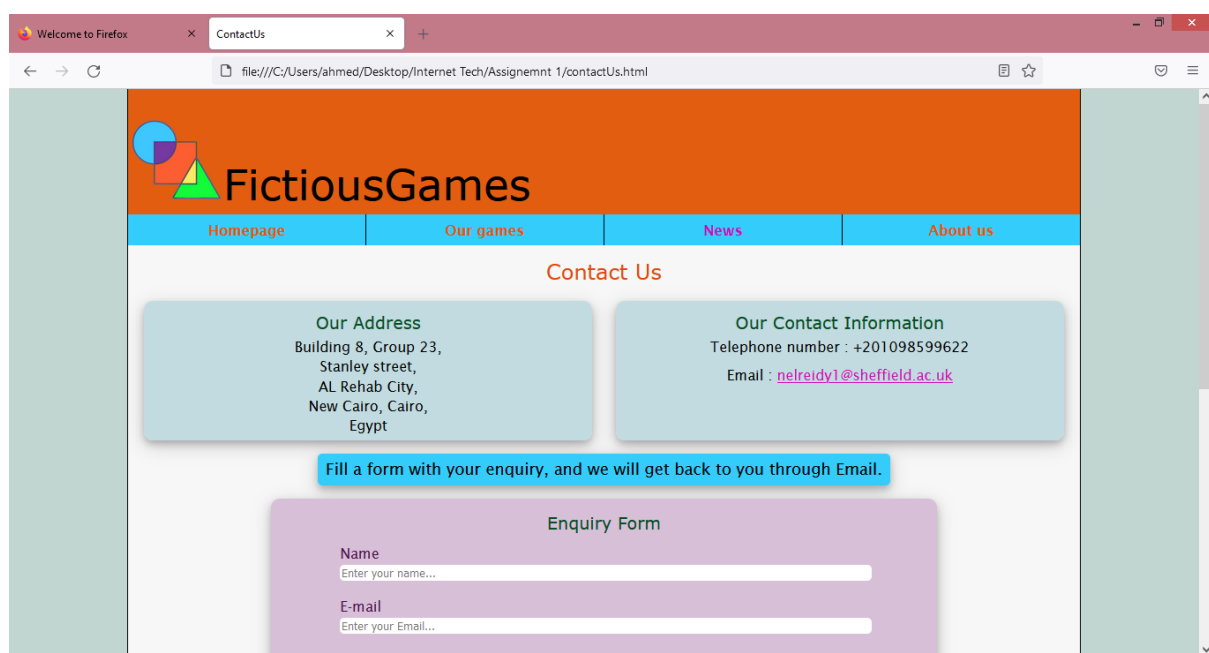 Welcome to Firefox
ContactUs
file:///C:/Users/ahmed/Desktop/Internet Tech/Assignemnt 1/contactUs.html
FictiousGames
Homepage Our games News About us
Contact Us
Our Address
Building 8, Group 23,
Stanley street,
AL Rehab City,
New Cairo, Cairo,
Egypt
Our Contact Information
Telephone number : +201098599622
Email : nelreidy1@sheffield.ac.uk
Fill a form with your enquiry, and we will get back to you through Email.
Enquiry Form
Name
Enter your name...
E-mail
Enter your Email...